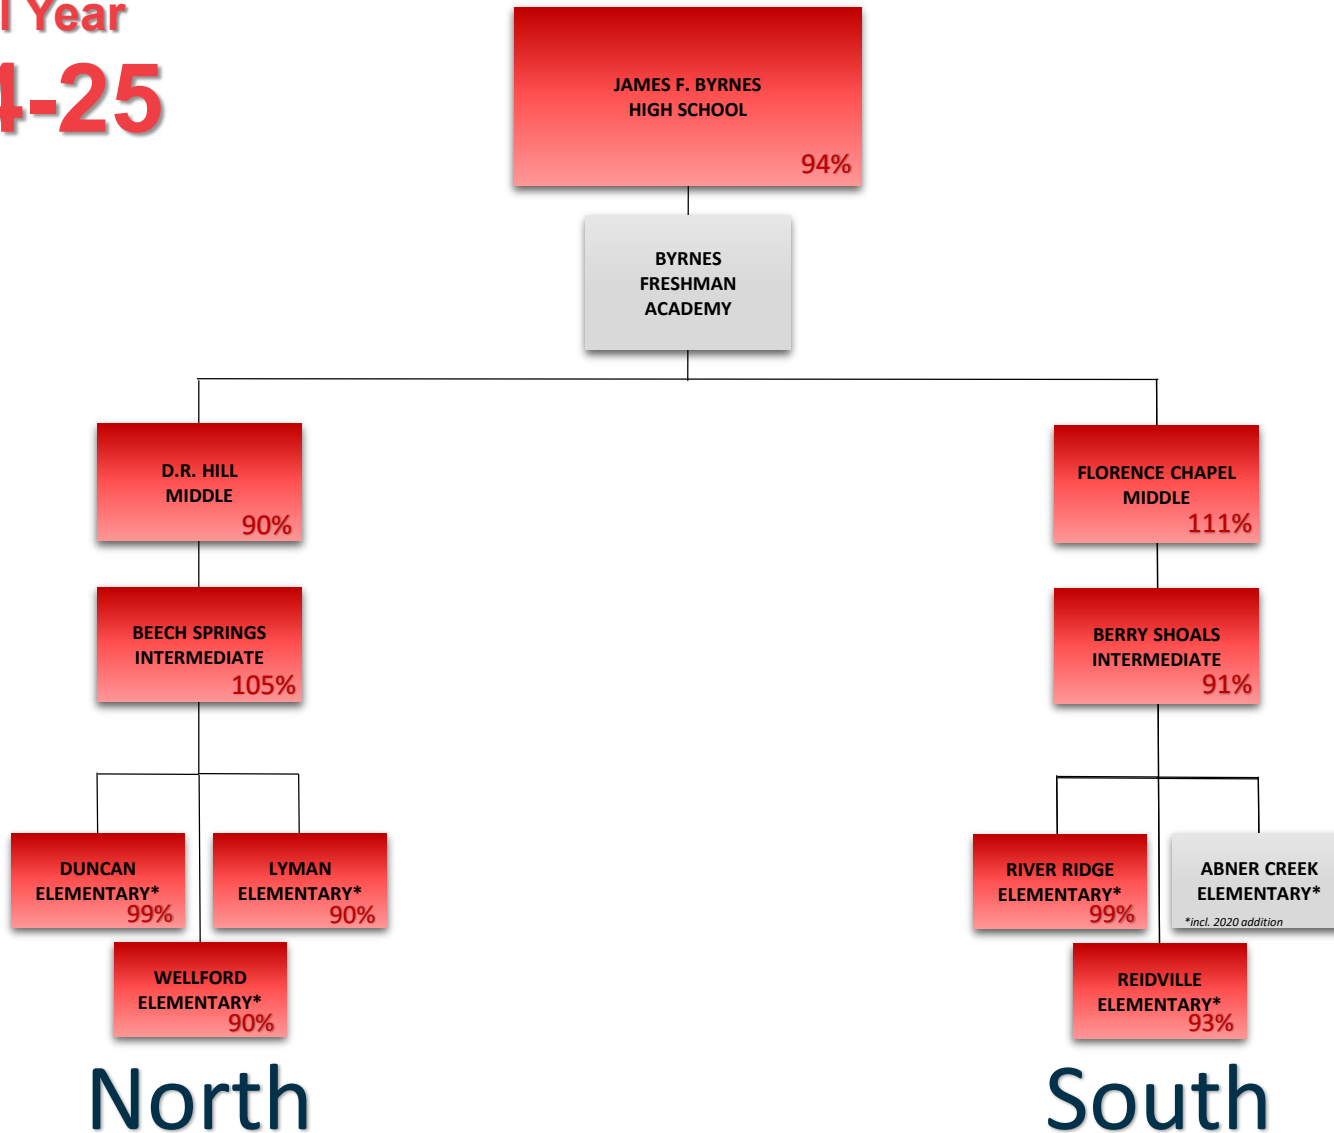 Year
4-25
JAMES F. BYRNES
HIGH SCHOOL
94%
BYRNES
FRESHMAN
ACADEMY
D.R. HILL
MIDDLE
90%
FLORENCE CHAPEL
MIDDLE
111%
BEECH SPRINGS
INTERMEDIATE
105%
BERRY SHOALS
INTERMEDIATE
91%
DUNCAN
ELEMENTARY*
99%
LYMAN
ELEMENTARY*
90%
RIVER RIDGE
ELEMENTARY*
99%
ABNER CREEK
ELEMENTARY*
*incl. 2020 addition
WELLFORD
ELEMENTARY*
90%
REIDVILLE
ELEMENTARY*
93%
North
South